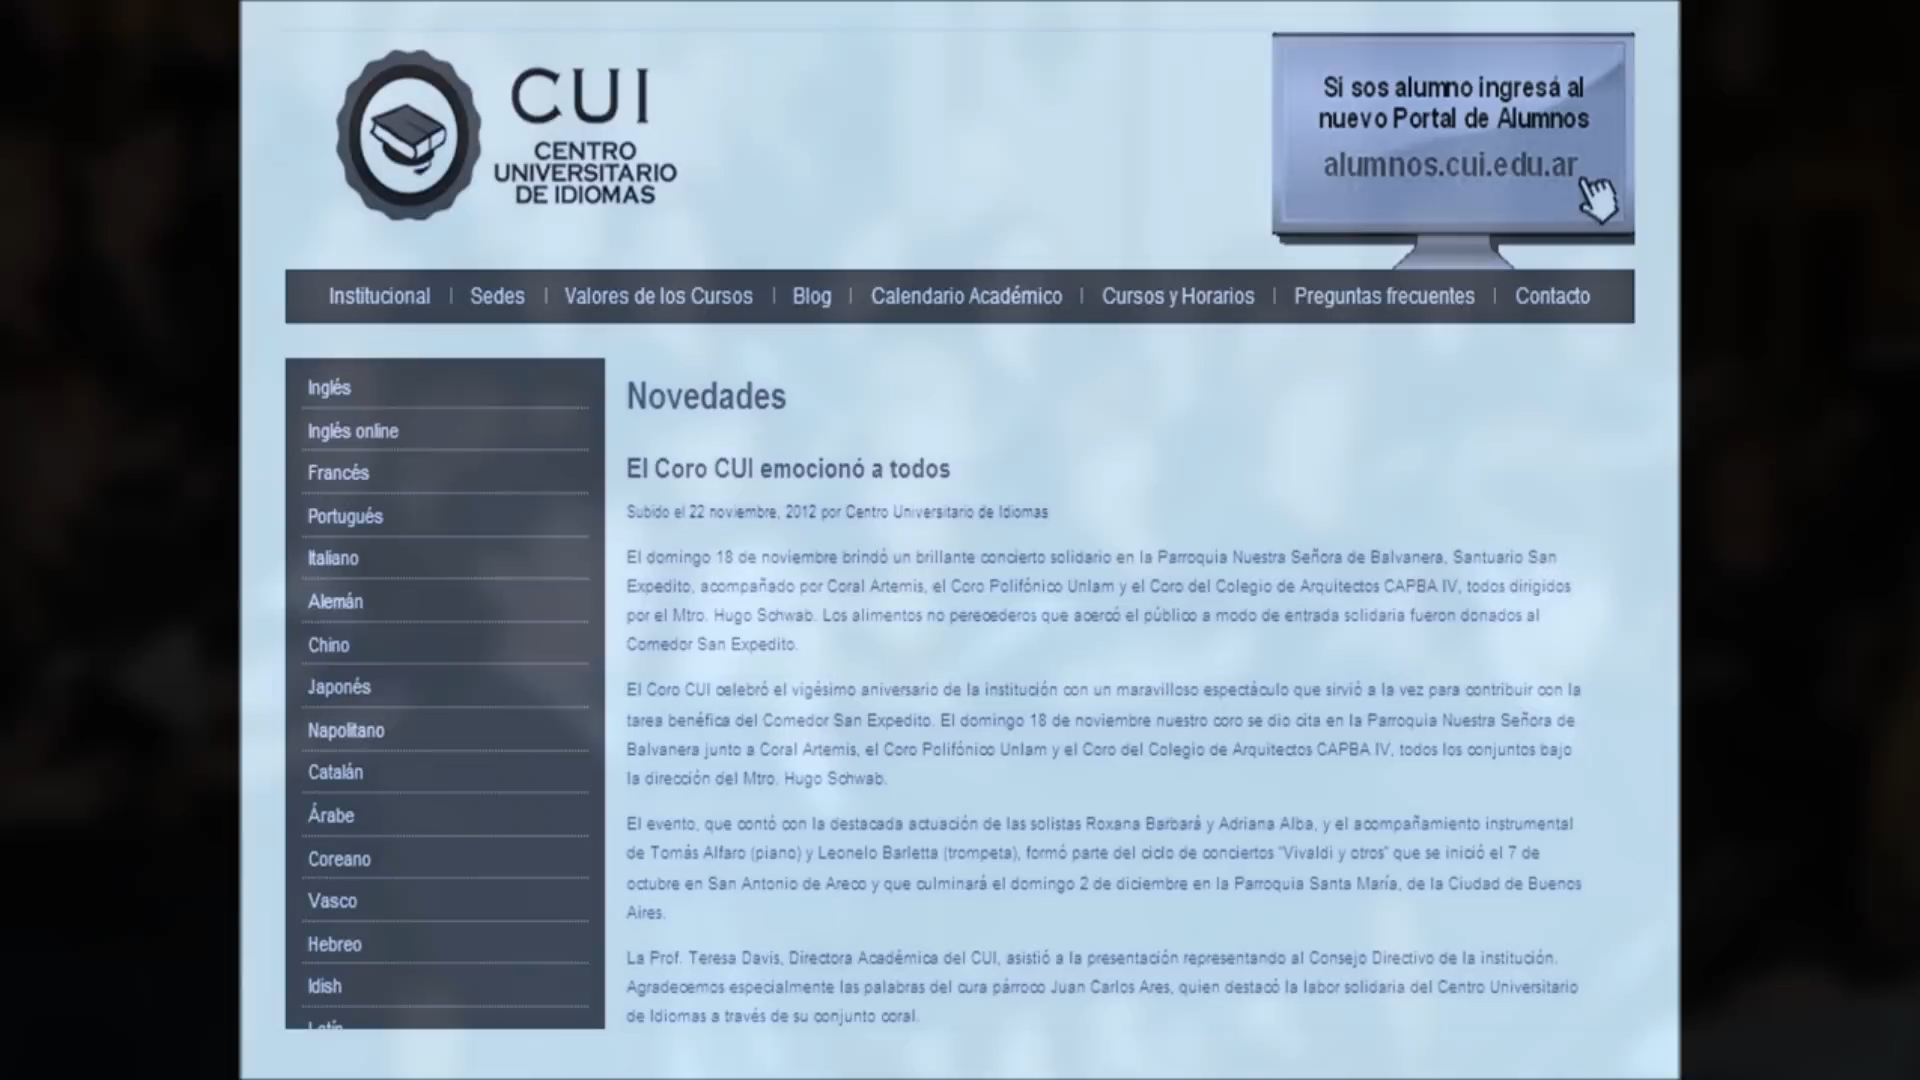 CUI
CENTRO
UNIVERSITARIO
DE IDIOMAS
Si sos alumno ingresá al
nuevo Portal de Alumnos
alumnos.cui.edu.ar
Institucional | Sedes | Valores de los Cursos | Blog | Calendario Académico | Cursos y Horarios | Preguntas frecuentes | Contacto
Inglés
Inglés online
Francés
Portugués
Italiano
Alemán
Chino
Japonés
Napolitano
Catalán
Árabe
Coreano
Vasco
Hebreo
Idish
Latín
Novedades
El Coro CUI emocionó a todos
Subido el 22 noviembre, 2012 por Centro Universitario de Idiomas
El domingo 18 de noviembre brindó un brillante concierto solidario en la Parroquia Nuestra Señora de Balvanera, Santuario San
Expedito, acompañado por Coral Artemis, el Coro Polifónico Unlam y el Coro del Colegio de Arquitectos CAPBA IV, todos dirigidos
por el Mtro. Hugo Schwab. Los alimentos no perecederos que acercó el público a modo de entrada solidaria fueron donados al
Comedor San Expedito.
El Coro CUI celebró el vigésimo aniversario de la institución con un maravilloso espectáculo que sirvió a la vez para contribuir con la
tarea benéfica del Comedor San Expedito. El domingo 18 de noviembre nuestro coro se dio cita en la Parroquia Nuestra Señora de
Balvanera junto a Coral Artemis, el Coro Polifónico Unlam y el Coro del Colegio de Arquitectos CAPBA IV, todos los conjuntos bajo
la dirección del Mtro. Hugo Schwab.
El evento, que contó con la destacada actuación de las solistas Roxana Barbará y Adriana Alba, y el acompañamiento instrumental
de Tomás Alfaro (piano) y Leonelo Barletta (trompeta), formó parte del ciclo de conciertos "Vivaldi y otros" que se inició el 7 de
octubre en San Antonio de Areco y que culminará el domingo 2 de diciembre en la Parroquia Santa María, de la Ciudad de Buenos
Aires.
La Prof. Teresa Davis, Directora Académica del CUI, asistió a la presentación representando al Consejo Directivo de la institución.
Agradecemos especialmente las palabras del cura párroco Juan Carlos Ares, quien destacó la labor solidaria del Centro Universitario
de Idiomas a través de su conjunto coral.